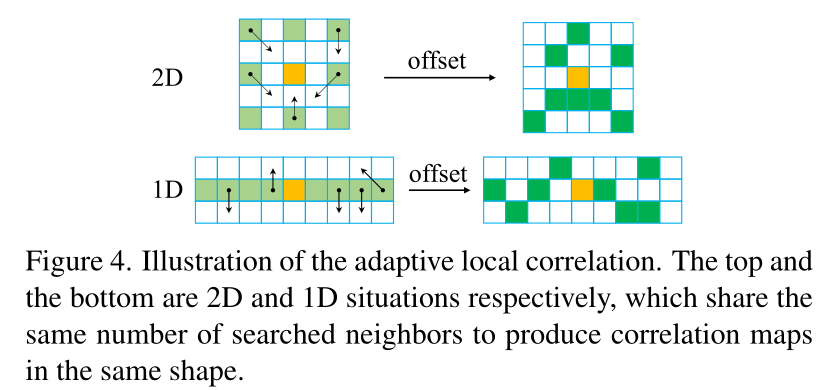 2D
offset
1D
offset
Figure 4. Illustration of the adaptive local correlation. The top and
the bottom are 2D and 1D situations respectively, which share the
same number of searched neighbors to produce correlation maps
in the same shape.